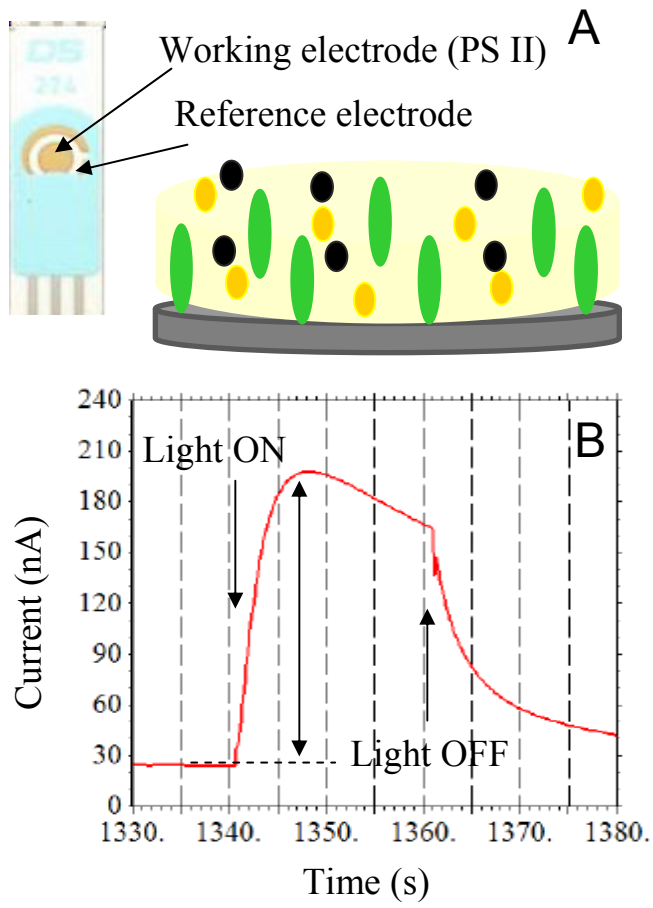 A
Working electrode (PS II)
DS
224
Reference electrode
B
240
210
180
150
120
90
60
30
0
Light ON
Light OFF
Current (nA)
1330.
1340.
1350.
1360.
1370.
1380.
Time (s)